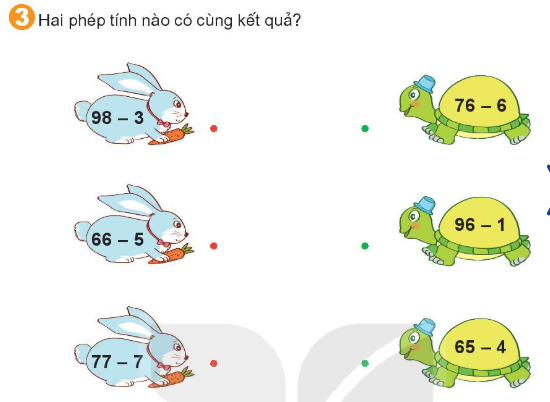 3 Hai phép tính nào có cùng kết quả?
98 – 3
76 – 6
66 – 5
96 – 1
77 – 7
65 – 4